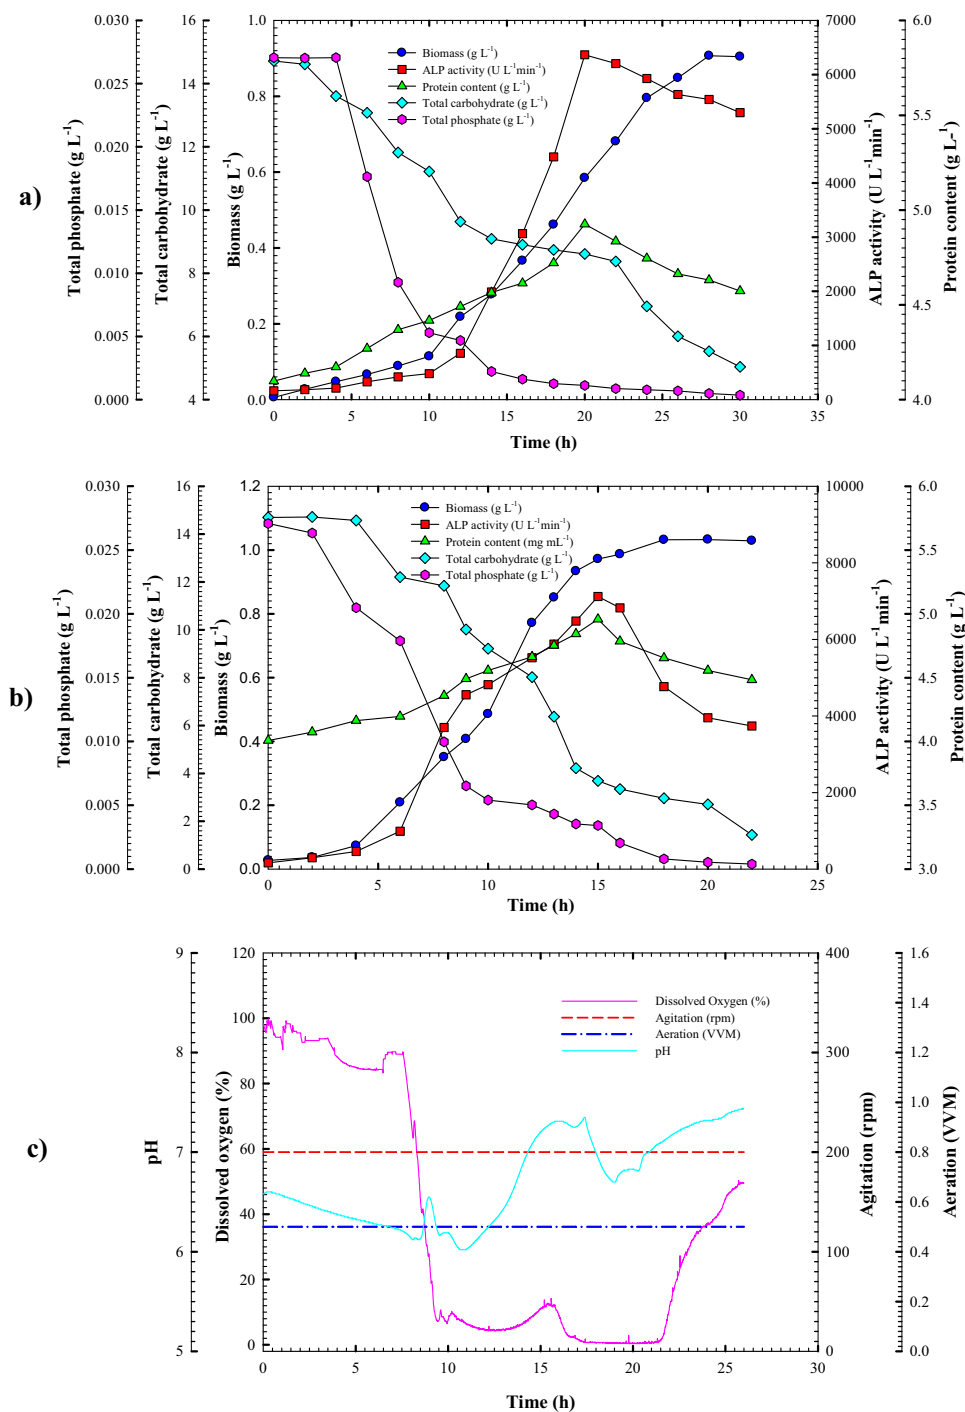 a)
Total phosphate (g L-1)
0.030
0.025
0.020
0.015
0.010
0.005
0.000
Total carbohydrate (g L-1)
16
14
12
10
8
6
4
Biomass (g L-1)
1.0
0.8
0.6
0.4
0.2
0.0
Biomass (g L-1)
ALP activity (U L-1min-1)
Protein content (g L-1)
Total carbohydrate (g L-1)
Total phosphate (g L-1)
0 5 10 15 20 25 30 35
Time (h)
7000
6000
5000
4000
3000
2000
1000
0
ALP activity (U L-1min-1)
6.0
5.5
5.0
4.5
4.0
Protein content (g L-1)
b)
Total phosphate (g L-1)
0.030
0.025
0.020
0.015
0.010
0.005
0.000
Total carbohydrate (g L-1)
16
14
12
10
8
6
4
2
0
Biomass (g L-1)
1.2
1.0
0.8
0.6
0.4
0.2
0.0
Biomass (g L-1)
ALP activity (U L-1min-1)
Protein content (mg mL-1)
Total carbohydrate (g L-1)
Total phosphate (g L-1)
0 5 10 15 20 25
Time (h)
10000
8000
6000
4000
2000
0
ALP activity (U L-1min-1)
6.0
5.5
5.0
4.5
4.0
3.5
3.0
Protein content (g L-1)
c)
pH
9
8
7
6
5
Dissolved oxygen (%)
120
100
80
60
40
20
0
Dissolved Oxygen (%)
Agitation (rpm)
Aeration (VVM)
pH
0 5 10 15 20 25 30
Time (h)
400
300
200
100
0
Agitation (rpm)
1.6
1.4
1.2
1.0
0.8
0.6
0.4
0.2
0.0
Aeration (VVM)